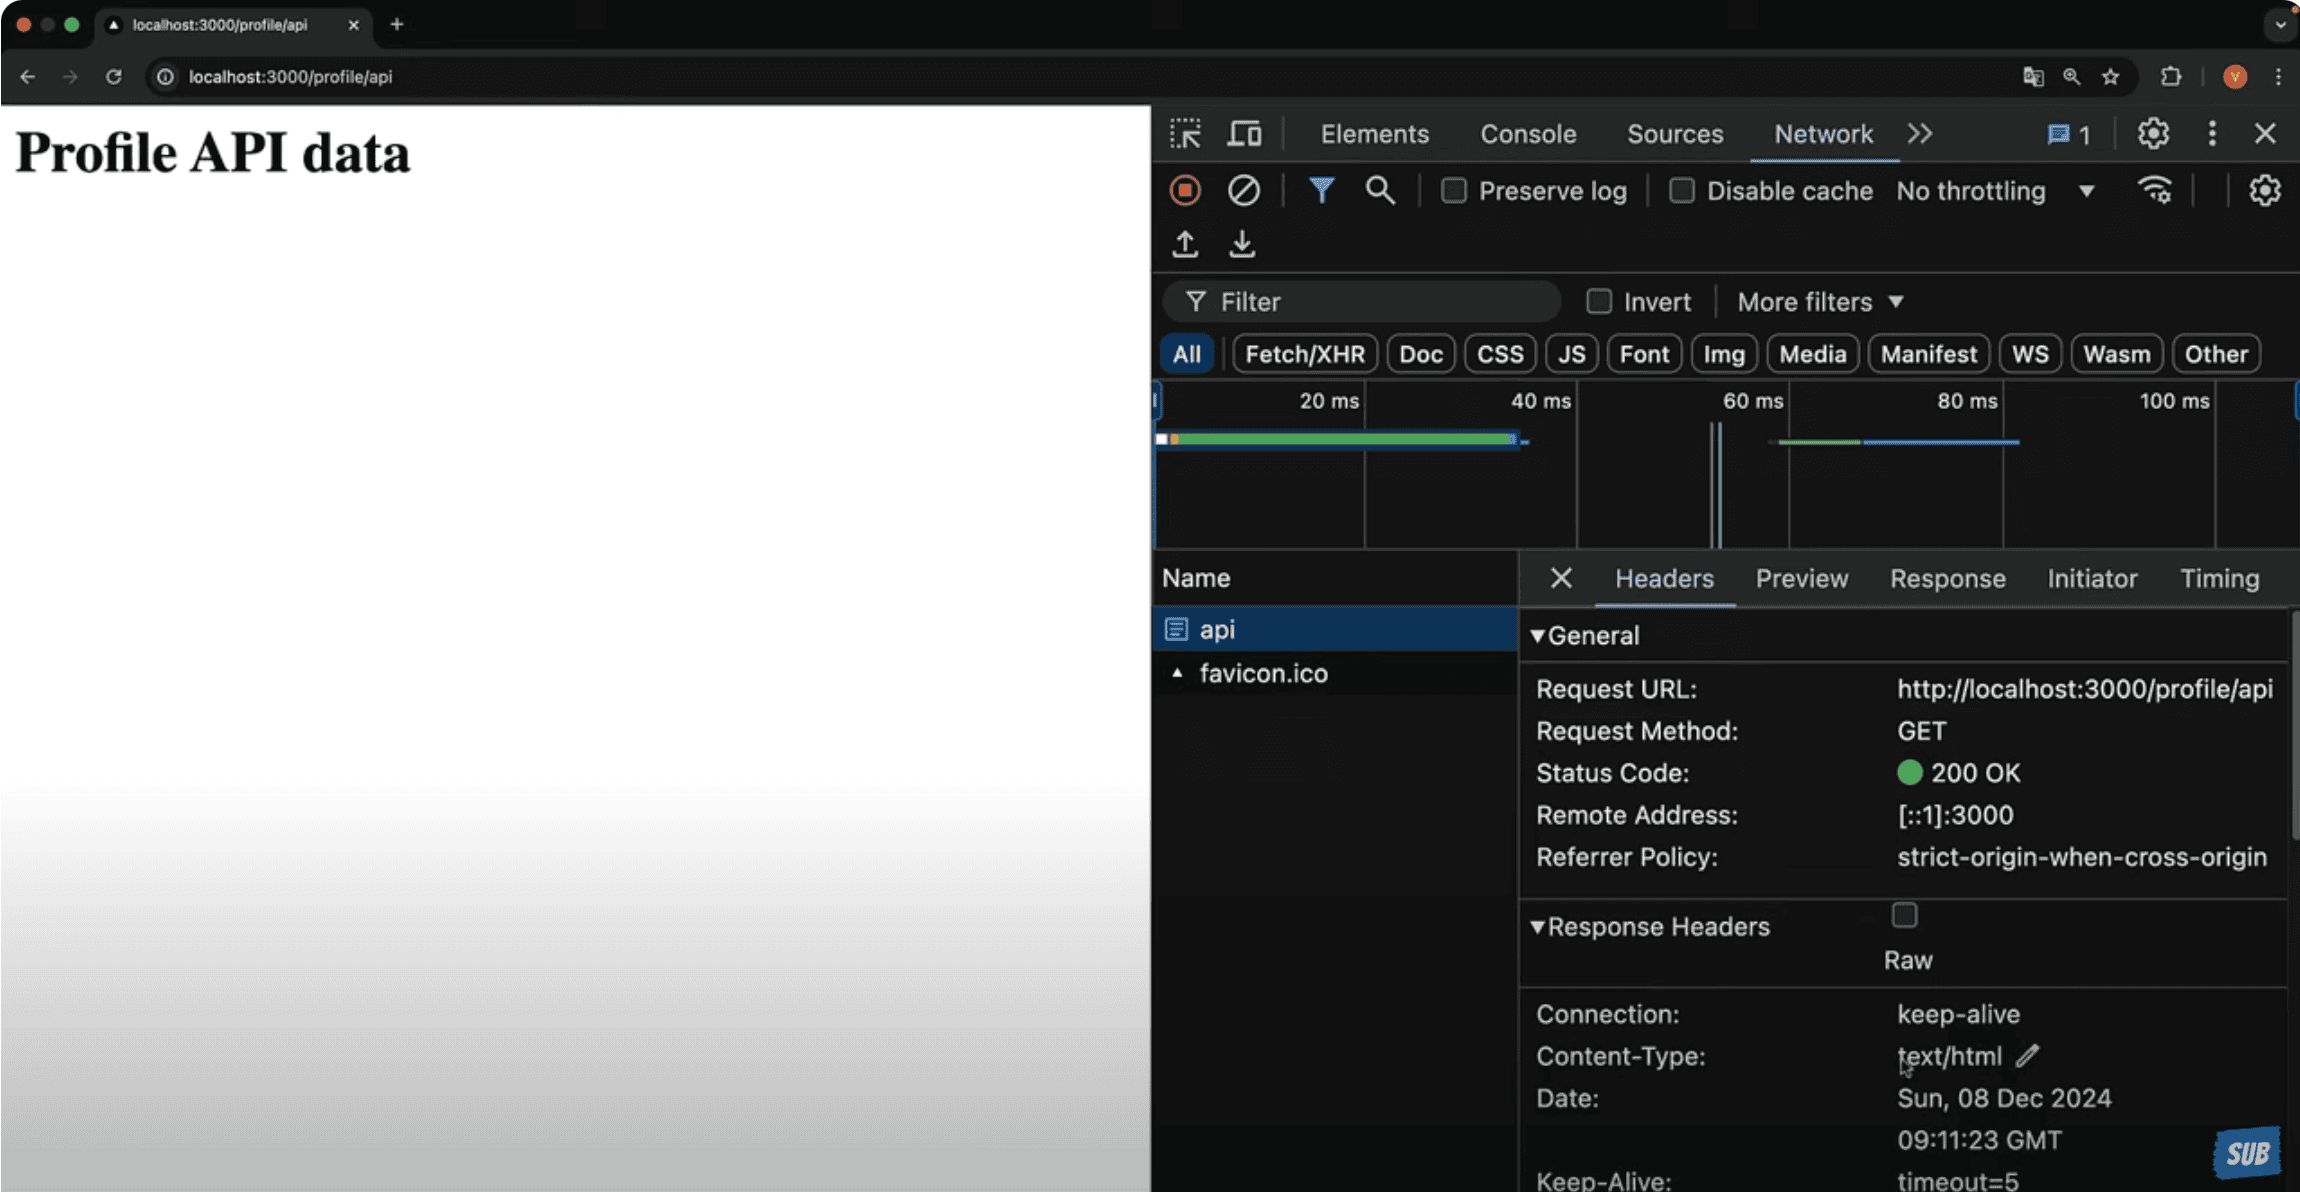 localhost:3000/profile/api
localhost:3000/profile/api
V
Profile API data
Elements Console Sources Network 1
Preserve log Disable cache No throttling
Filter Invert More filters
All Fetch/XHR Doc CSS JS Font Img Media Manifest WS Wasm Other
20 ms 40 ms 60 ms 80 ms 100 ms
Name
api
favicon.ico
Headers Preview Response Initiator Timing
General
Request URL: http://localhost:3000/profile/api
Request Method: GET
Status Code: 200 OK
Remote Address: [::1]:3000
Referrer Policy: strict-origin-when-cross-origin
Response Headers
Raw
Connection: keep-alive
Content-Type: text/html
Date: Sun, 08 Dec 2024
09:11:23 GMT
Keep-Alive: timeout=5
SUB